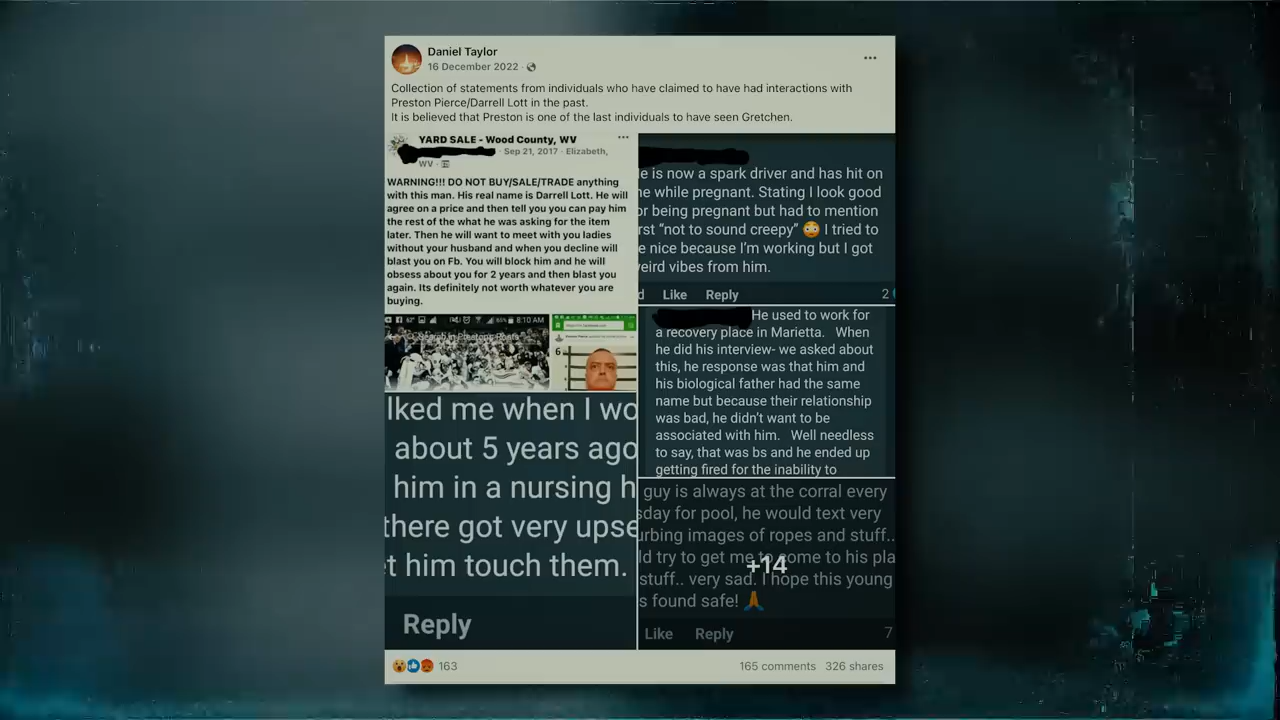 Daniel Taylor
16 December 2022 ·
Collection of statements from individuals who have claimed to have had interactions with
Preston Pierce/Darrell Lott in the past.
It is believed that Preston is one of the last individuals to have seen Gretchen.
YARD SALE - Wood County, WV
· Sep 21, 2017 · Elizabeth,
WV ·
WARNING!!! DO NOT BUY/SALE/TRADE anything
with this man. His real name is Darrell Lott. He will
agree on a price and then tell you you can pay him
the rest of the what he was asking for the item
later. Then he will want to meet with you ladies
without your husband and when you decline will
blast you on Fb. You will block him and he will
obsess about you for 2 years and then blast you
again. Its definitely not worth whatever you are
buying.
8:10 AM
Search in Preston's Posts
6
lked me when I wo
about 5 years ago
him in a nursing h
there got very upse
t him touch them.
Reply
e is now a spark driver and has hit on
e while pregnant. Stating I look good
or being pregnant but had to mention
rst “not to sound creepy” 😳 I tried to
e nice because I’m working but I got
eird vibes from him.
d Like Reply 2
He used to work for
a recovery place in Marietta. When
he did his interview- we asked about
this, he response was that him and
his biological father had the same
name but because their relationship
was bad, he didn’t want to be
associated with him. Well needless
to say, that was bs and he ended up
getting fired for the inability to
guy is always at the corral every
sday for pool, he would text very
urbing images of ropes and stuff..
ld try to get me to come to his pla
stuff.. very sad. I hope this young
s found safe! 🙏
+14
Like Reply 7
163
165 comments 326 shares